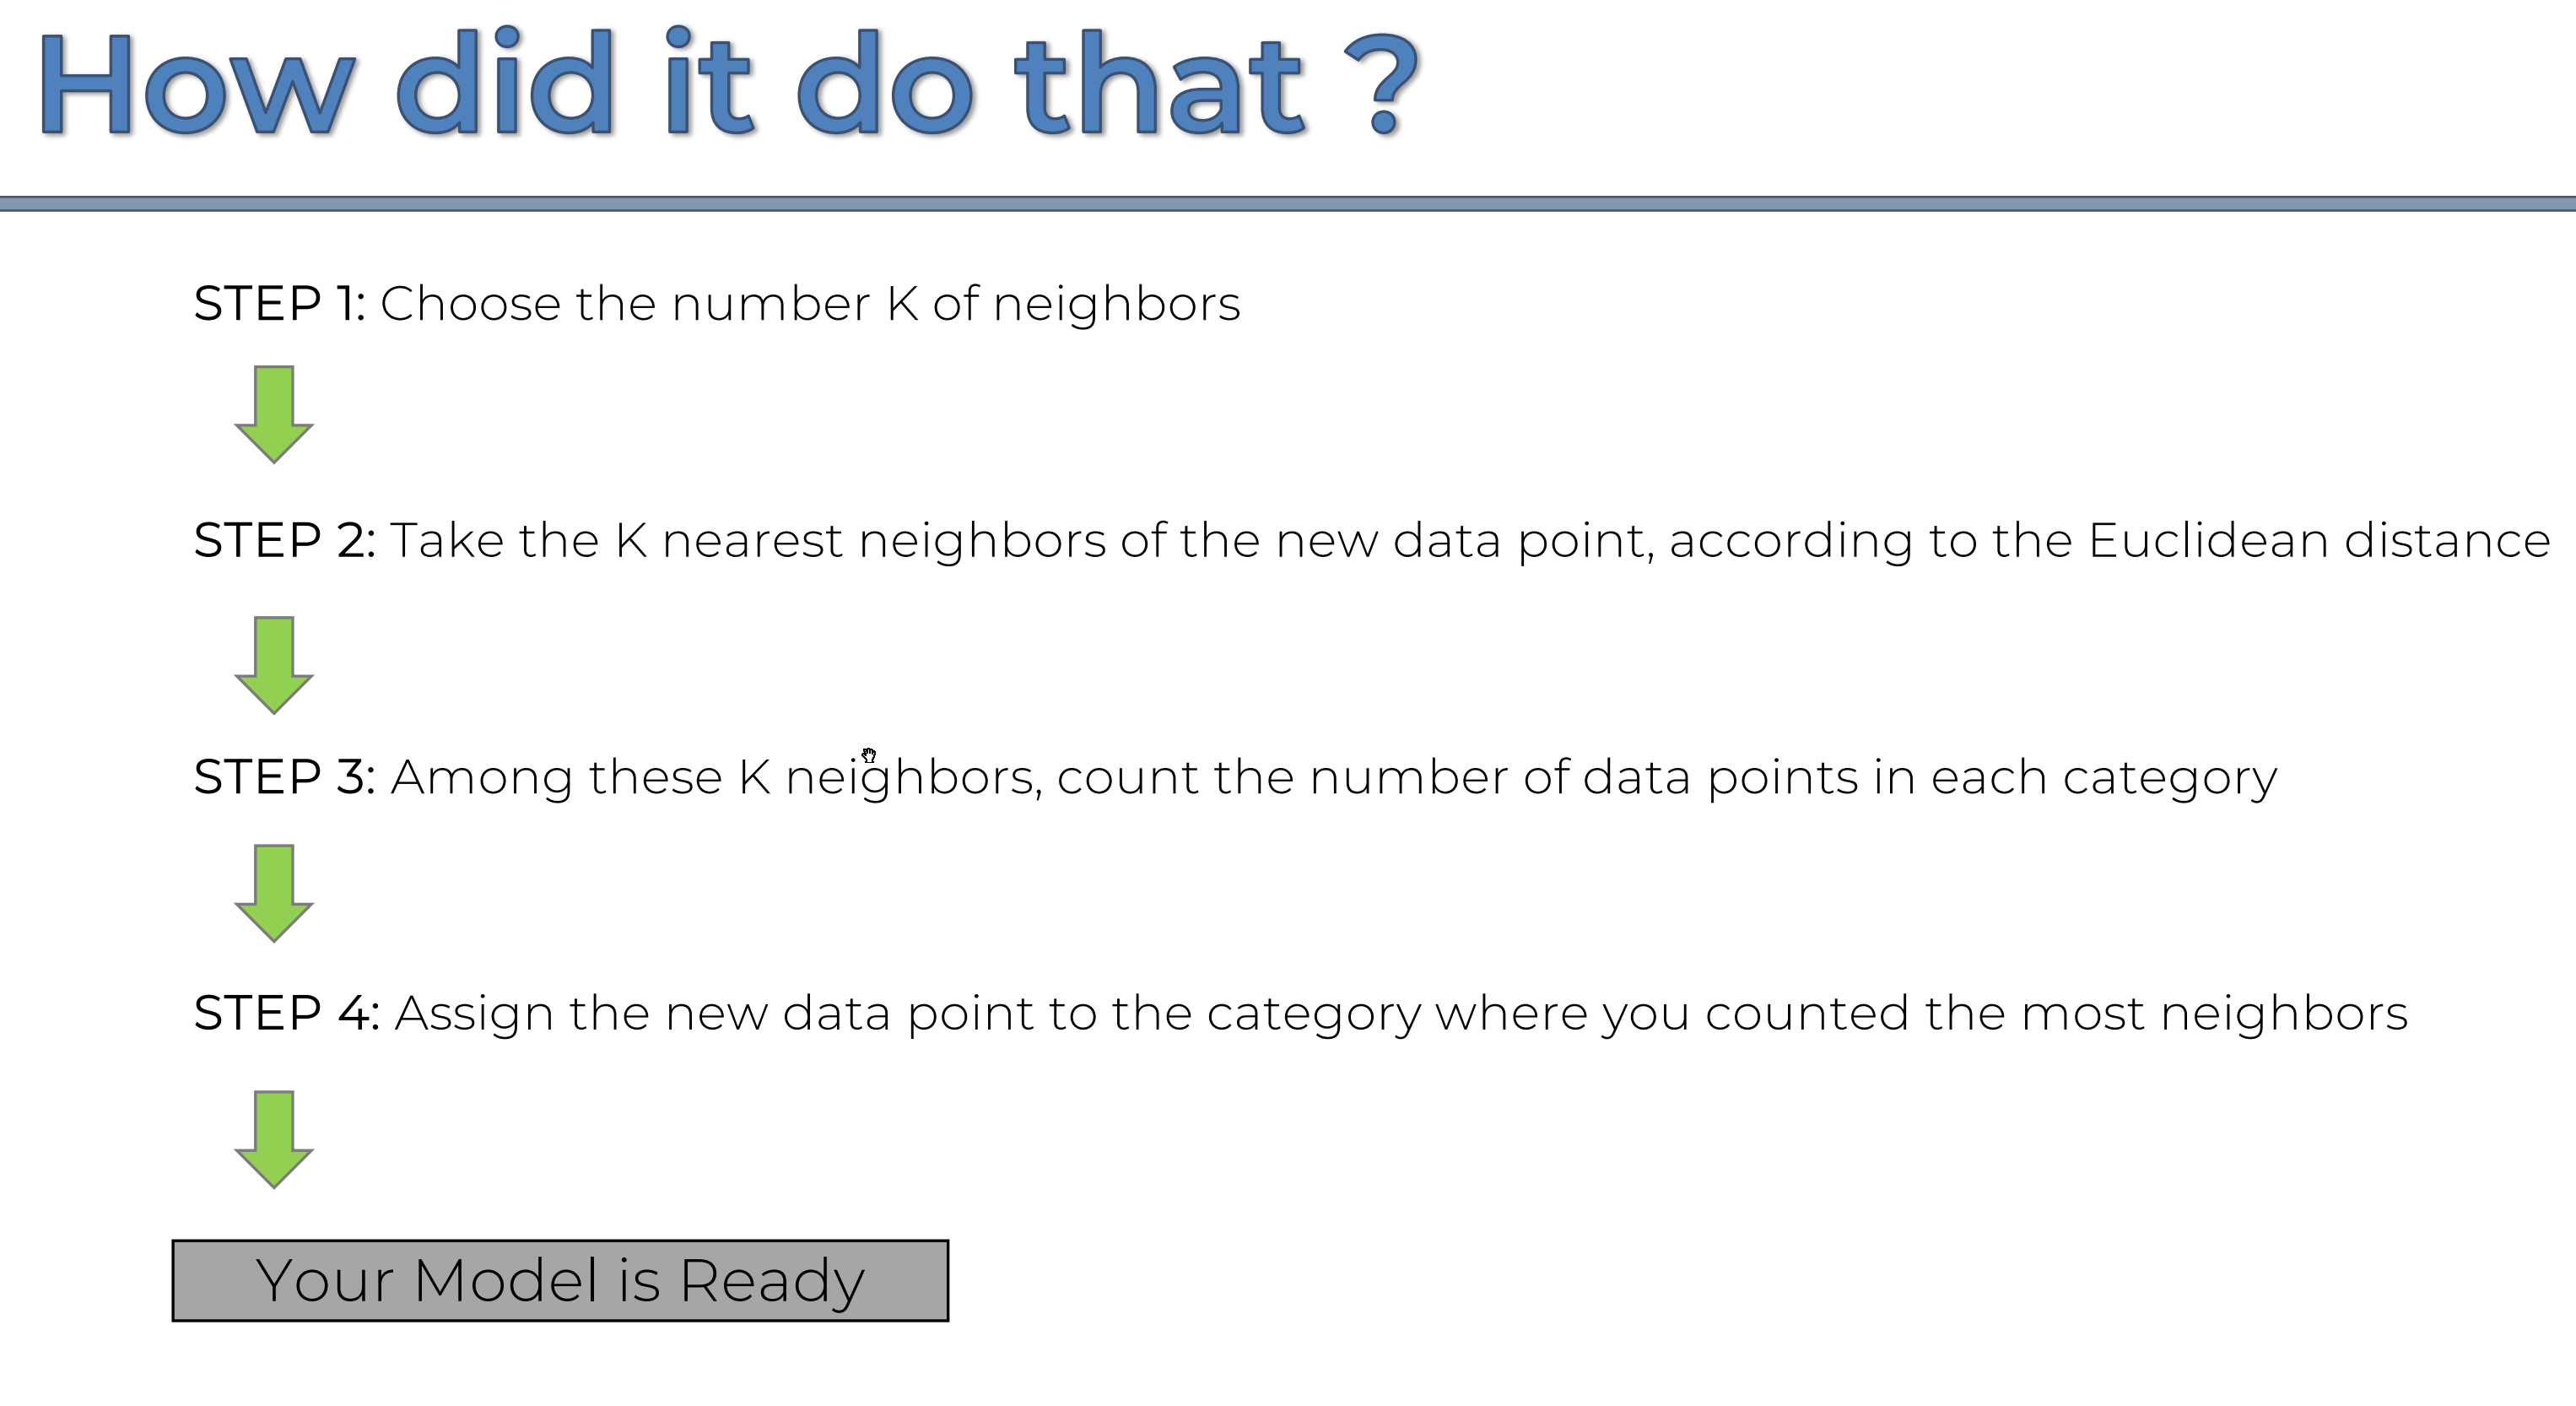 How did it do that ?
STEP 1: Choose the number K of neighbors
STEP 2: Take the K nearest neighbors of the new data point, according to the Euclidean distance
STEP 3: Among these K neighbors, count the number of data points in each category
STEP 4: Assign the new data point to the category where you counted the most neighbors
Your Model is Ready